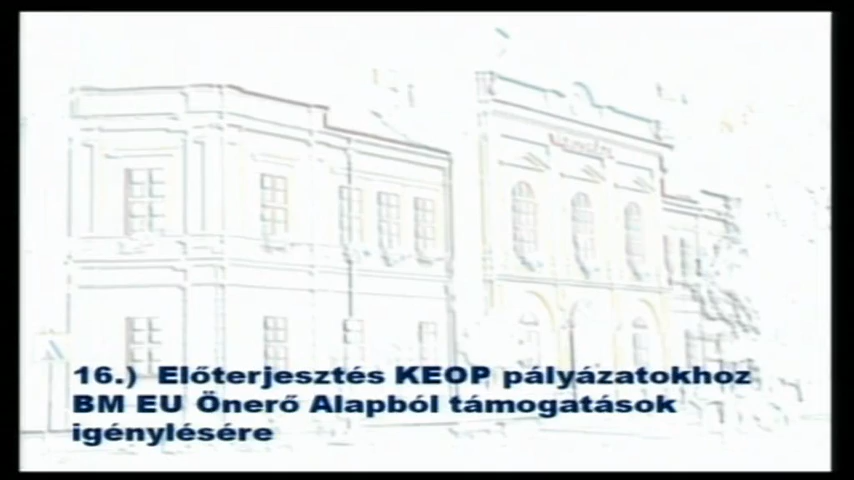 16.) Előterjesztés KEOP pályázatokhoz
BM EU Önerő Alapból támogatások
igénylésére